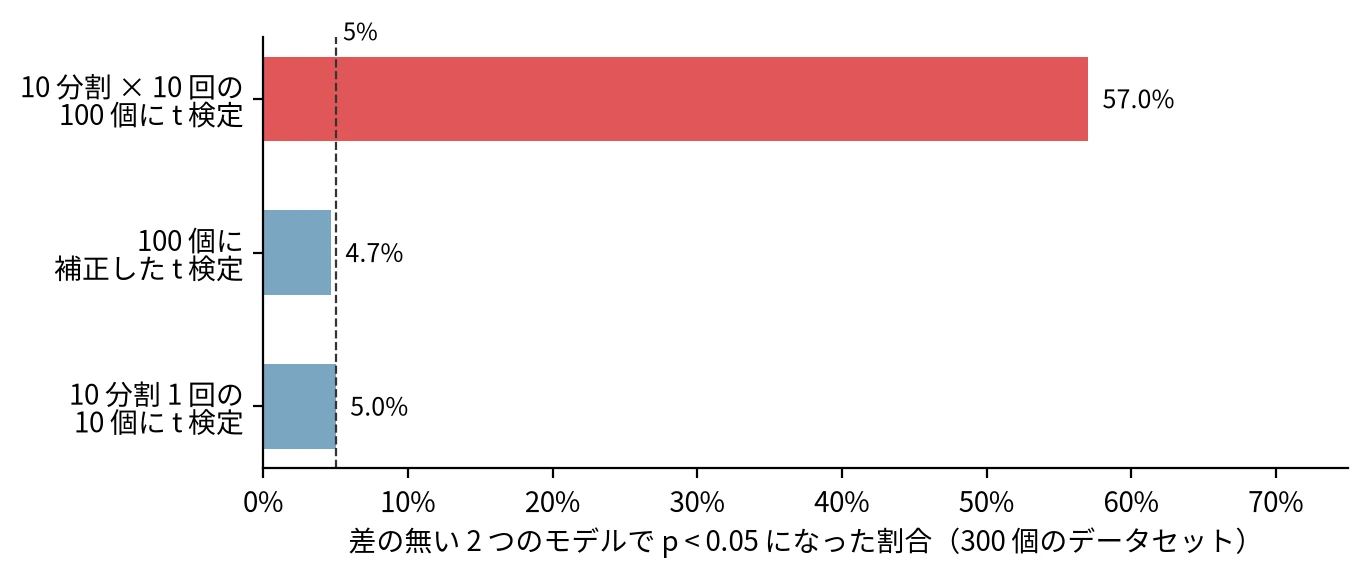 5%
10 分割 × 10 回の
100 個に t 検定
57.0%
100 個に
補正した t 検定
4.7%
10 分割 1 回の
10 個に t 検定
5.0%
0%
10%
20%
30%
40%
50%
60%
70%
差の無い 2 つのモデルで p < 0.05 になった割合（300 個のデータセット）